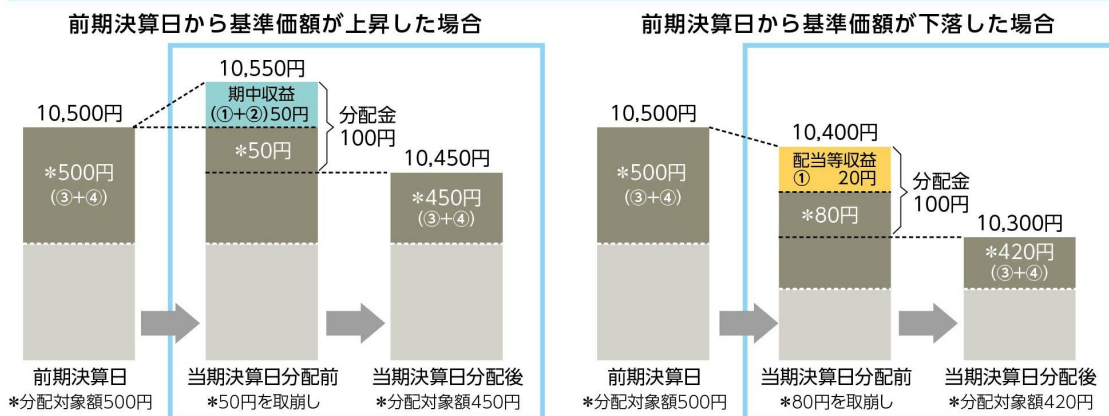 前期決算日から基準価額が上昇した場合
10,550円
10,500円
期中収益
(①+②)50円
分配金
100円
*500円
(③+④)
*50円
10,450円
*450円
(③+④)
前期決算日
*分配対象額500円
当期決算日分配前
*50円を取崩し
当期決算日分配後
*分配対象額450円
前期決算日から基準価額が下落した場合
10,500円
10,400円
配当等収益
① 20円
分配金
100円
*500円
(③+④)
*80円
10,300円
*420円
(③+④)
前期決算日
*分配対象額500円
当期決算日分配前
*80円を取崩し
当期決算日分配後
*分配対象額420円